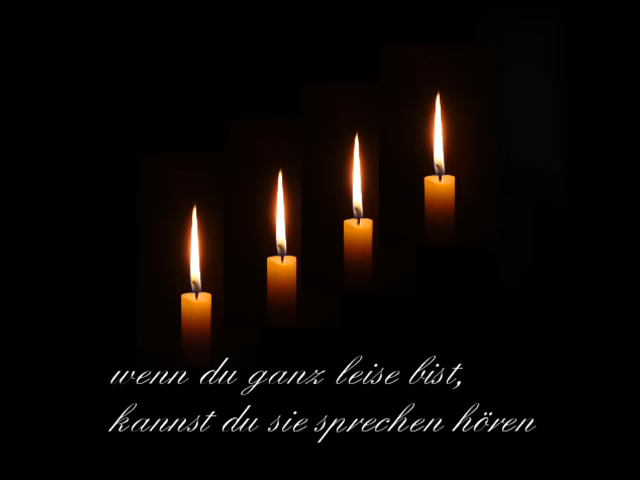 wenn du ganz leise bist,
kannst du sie sprechen hören